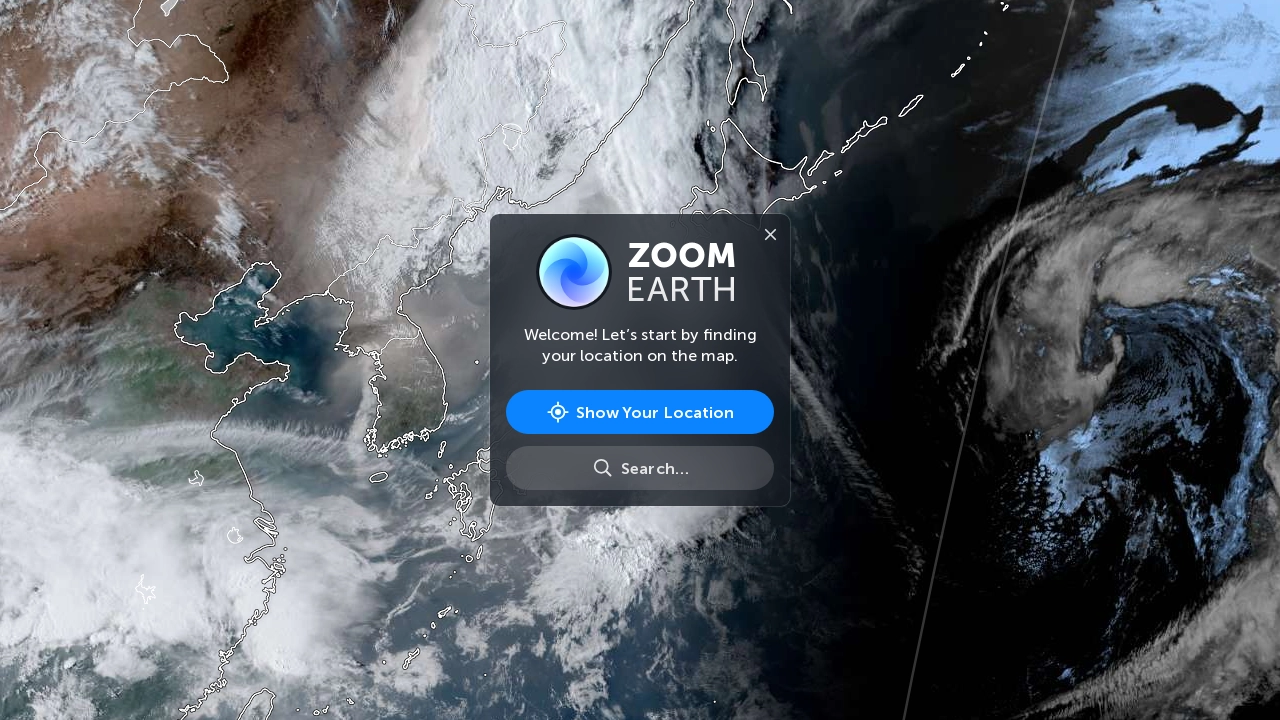 ZOOM
EARTH
Welcome! Let’s start by finding
your location on the map.
Show Your Location
Search...